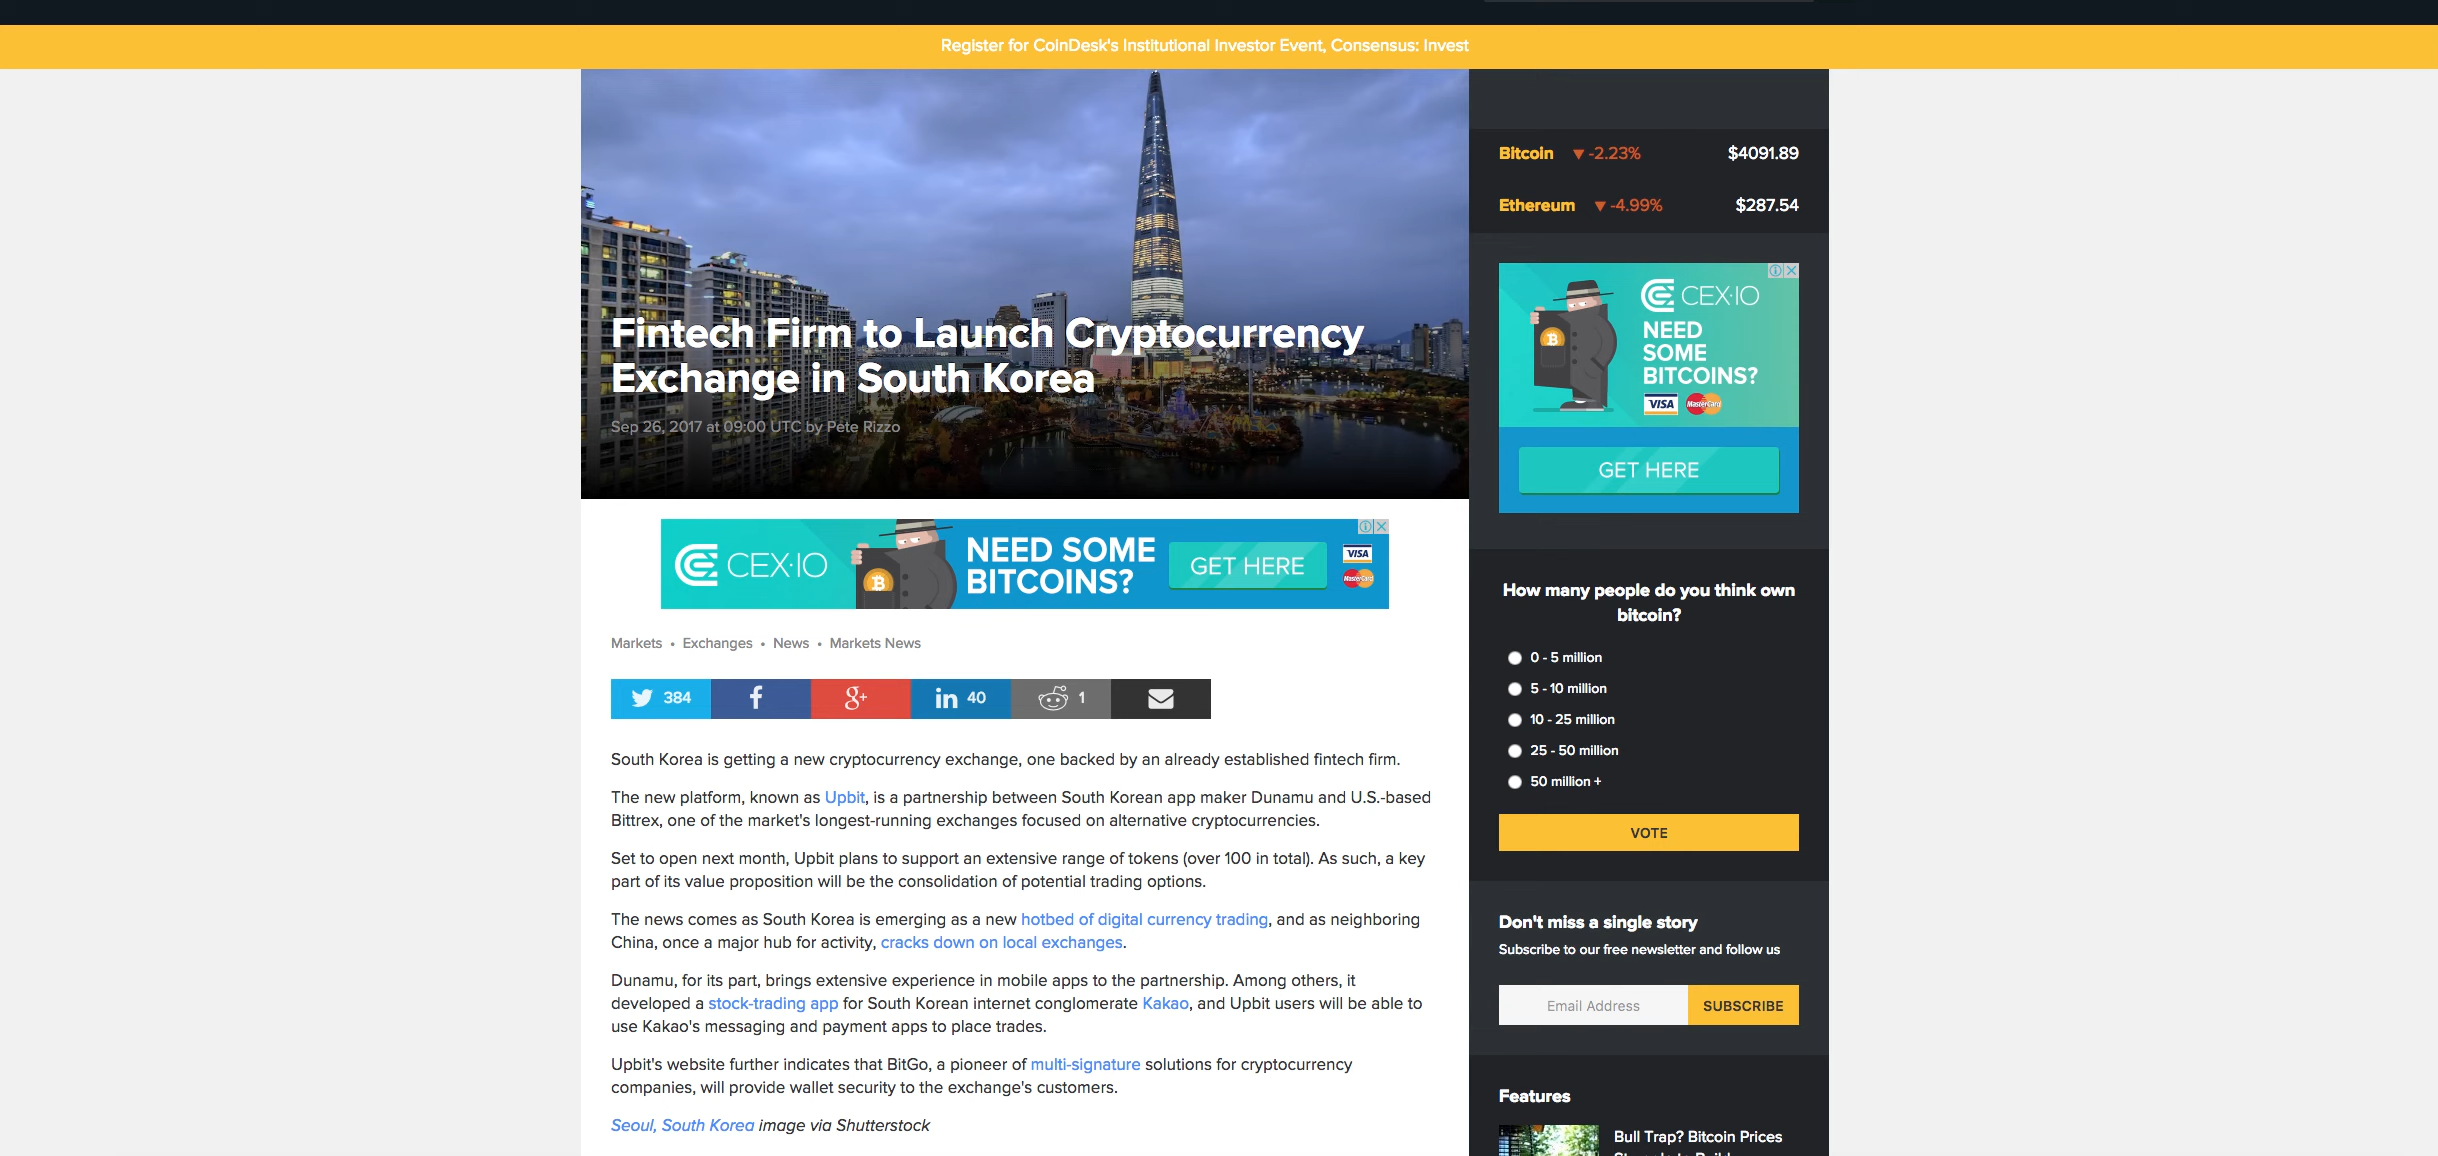 Register for CoinDesk's Institutional Investor Event, Consensus: Invest
Fintech Firm to Launch Cryptocurrency
Exchange in South Korea
Sep 26, 2017 at 09:00 UTC by Pete Rizzo
CEX.IO
NEED SOME
BITCOINS?
GET HERE
VISA
MasterCard
Markets • Exchanges • News • Markets News
384
f
g+
in 40
1
South Korea is getting a new cryptocurrency exchange, one backed by an already established fintech firm.
The new platform, known as Upbit, is a partnership between South Korean app maker Dunamu and U.S.-based
Bittrex, one of the market's longest-running exchanges focused on alternative cryptocurrencies.
Set to open next month, Upbit plans to support an extensive range of tokens (over 100 in total). As such, a key
part of its value proposition will be the consolidation of potential trading options.
The news comes as South Korea is emerging as a new hotbed of digital currency trading, and as neighboring
China, once a major hub for activity, cracks down on local exchanges.
Dunamu, for its part, brings extensive experience in mobile apps to the partnership. Among others, it
developed a stock-trading app for South Korean internet conglomerate Kakao, and Upbit users will be able to
use Kakao's messaging and payment apps to place trades.
Upbit's website further indicates that BitGo, a pioneer of multi-signature solutions for cryptocurrency
companies, will provide wallet security to the exchange's customers.
Seoul, South Korea image via Shutterstock
Bitcoin ▼ -2.23% $4091.89
Ethereum ▼ -4.99% $287.54
CEX.IO
NEED
SOME
BITCOINS?
VISA MasterCard
GET HERE
How many people do you think own
bitcoin?
0 - 5 million
5 - 10 million
10 - 25 million
25 - 50 million
50 million +
VOTE
Don't miss a single story
Subscribe to our free newsletter and follow us
Email Address SUBSCRIBE
Features
Bull Trap? Bitcoin Prices